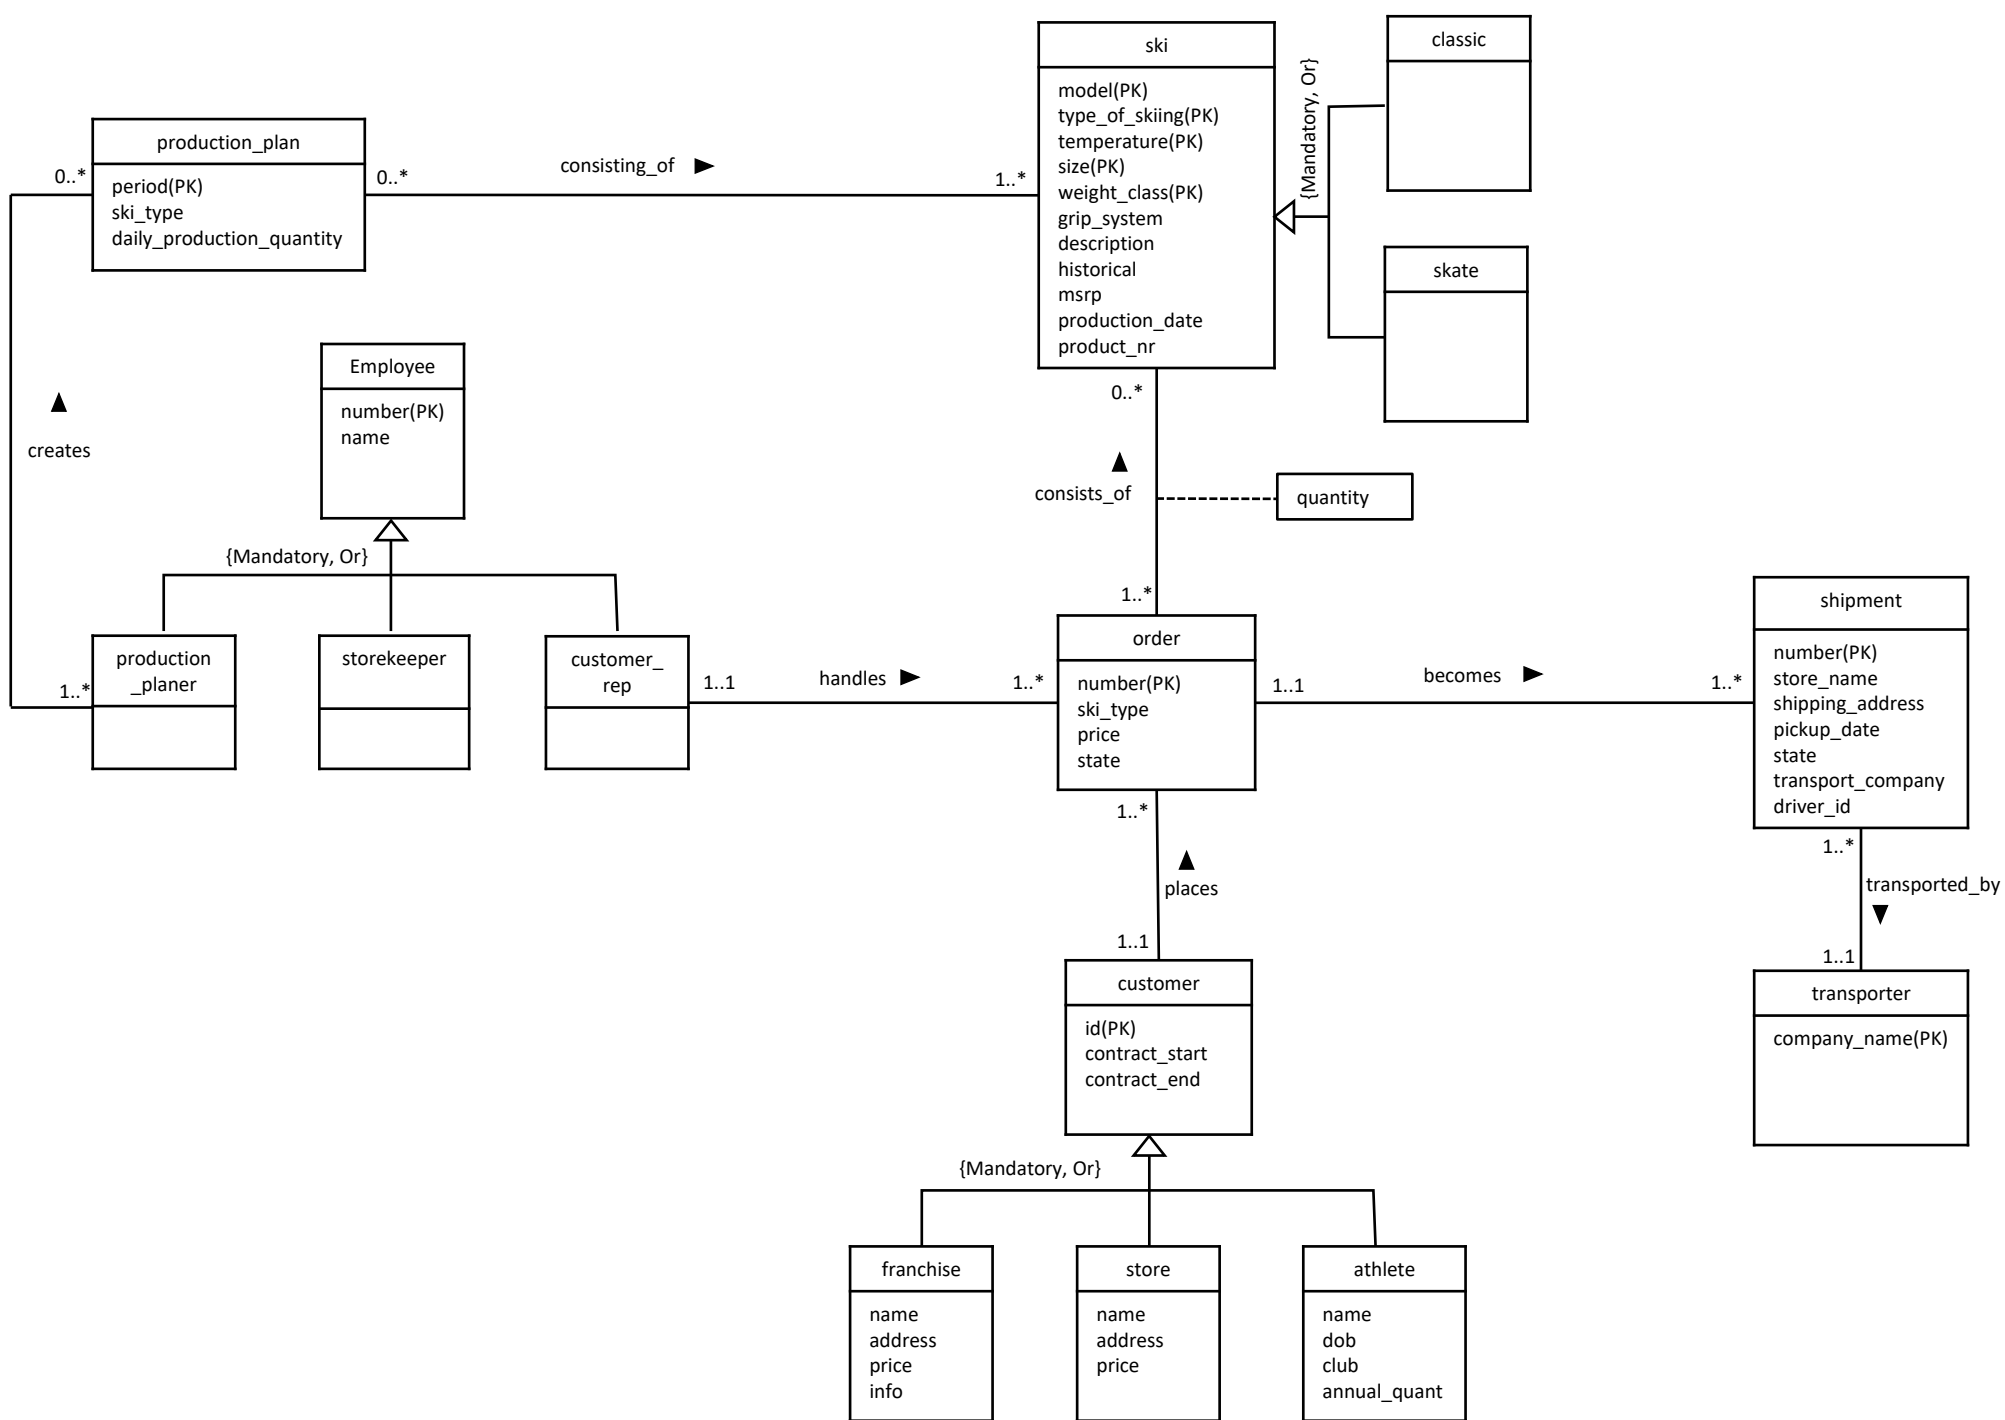 ski
model(PK)
type_of_skiing(PK)
temperature(PK)
size(PK)
weight_class(PK)
grip_system
description
historical
msrp
production_date
product_nr
{Mandatory, Or}
classic
skate
production_plan
period(PK)
ski_type
daily_production_quantity
0..*
0..*
consisting_of
1..*
creates
1..*
Employee
number(PK)
name
{Mandatory, Or}
production
_planer
storekeeper
customer_
rep
1..1
handles
1..*
0..*
consists_of
quantity
1..*
order
number(PK)
ski_type
price
state
1..1
becomes
1..*
shipment
number(PK)
store_name
shipping_address
pickup_date
state
transport_company
driver_id
1..*
transported_by
1..1
transporter
company_name(PK)
1..*
places
1..1
customer
id(PK)
contract_start
contract_end
{Mandatory, Or}
franchise
name
address
price
info
store
name
address
price
athlete
name
dob
club
annual_quant